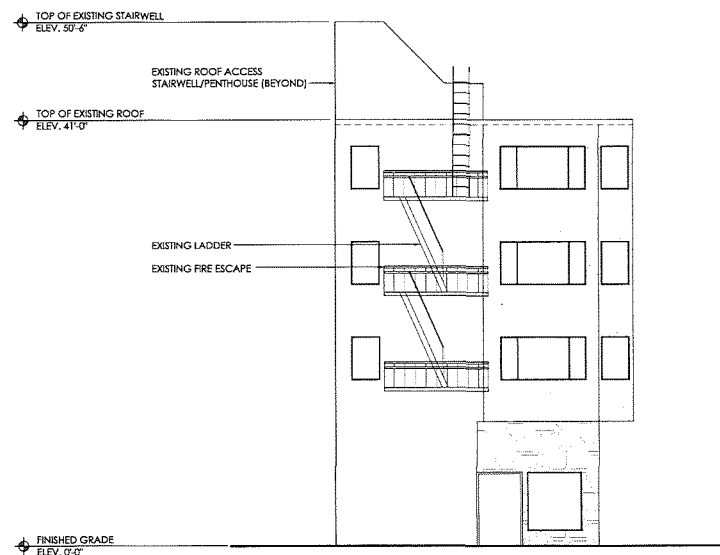 TOP OF EXISTING STAIRWELL
ELEV. 50'-6"
EXISTING ROOF ACCESS
STAIRWELL/PENTHOUSE (BEYOND)
TOP OF EXISTING ROOF
ELEV. 41'-0"
EXISTING LADDER
EXISTING FIRE ESCAPE
FINISHED GRADE
ELEV. 0'-0"